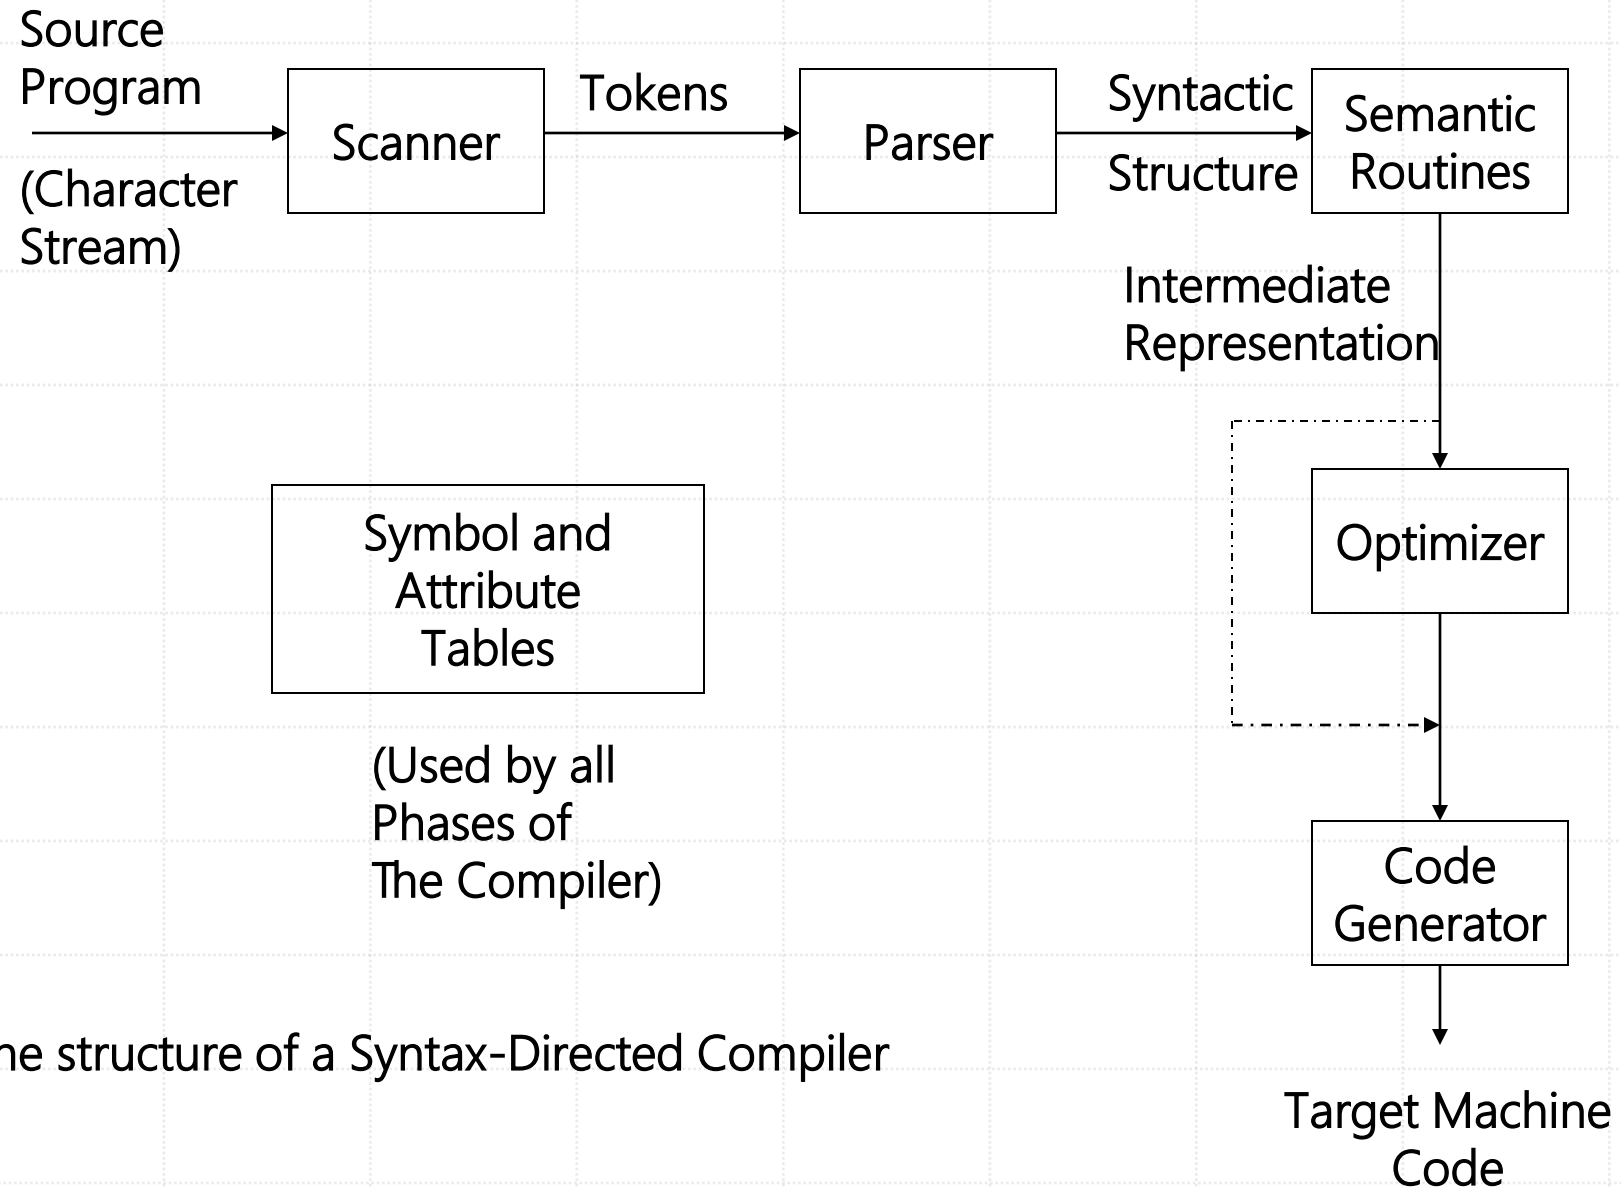 Source
Program
(Character
Stream)
Scanner
Tokens
Parser
Syntactic
Structure
Semantic
Routines
Intermediate
Representation
Optimizer
Symbol and
Attribute
Tables
(Used by all
Phases of
The Compiler)
Code
Generator
structure of a Syntax-Directed Compiler
Target Machine
Code